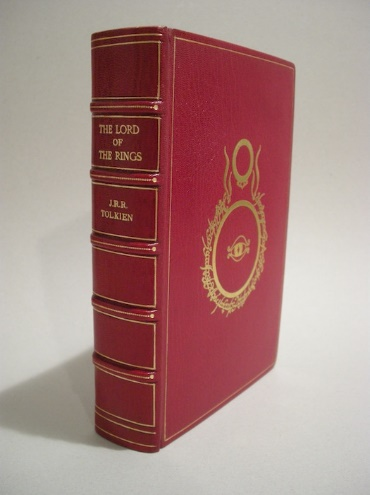 THE LORD
OF
THE RINGS
J.R.R.
TOLKIEN